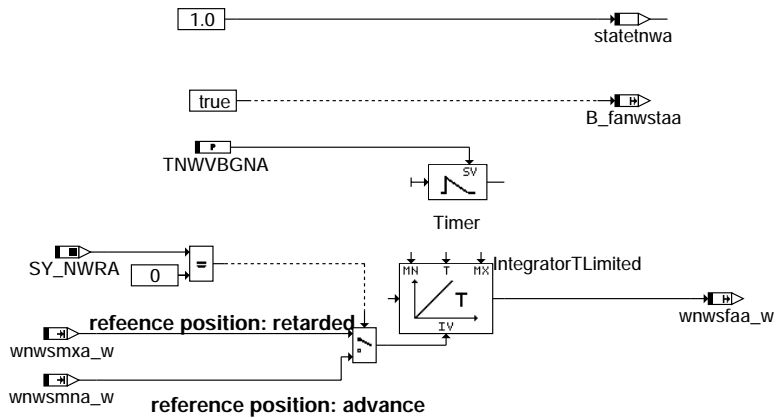 1.0
statetnwa
true
B_fanwstaa
P
TNWVBGNA
SV
Timer
SY_NWRA
0
=
MN T MX
IntegratorTLimited
T
IV
wnwsfaa_w
refeence position: retarded
wnwsmxa_w
wnwsmna_w
reference position: advance